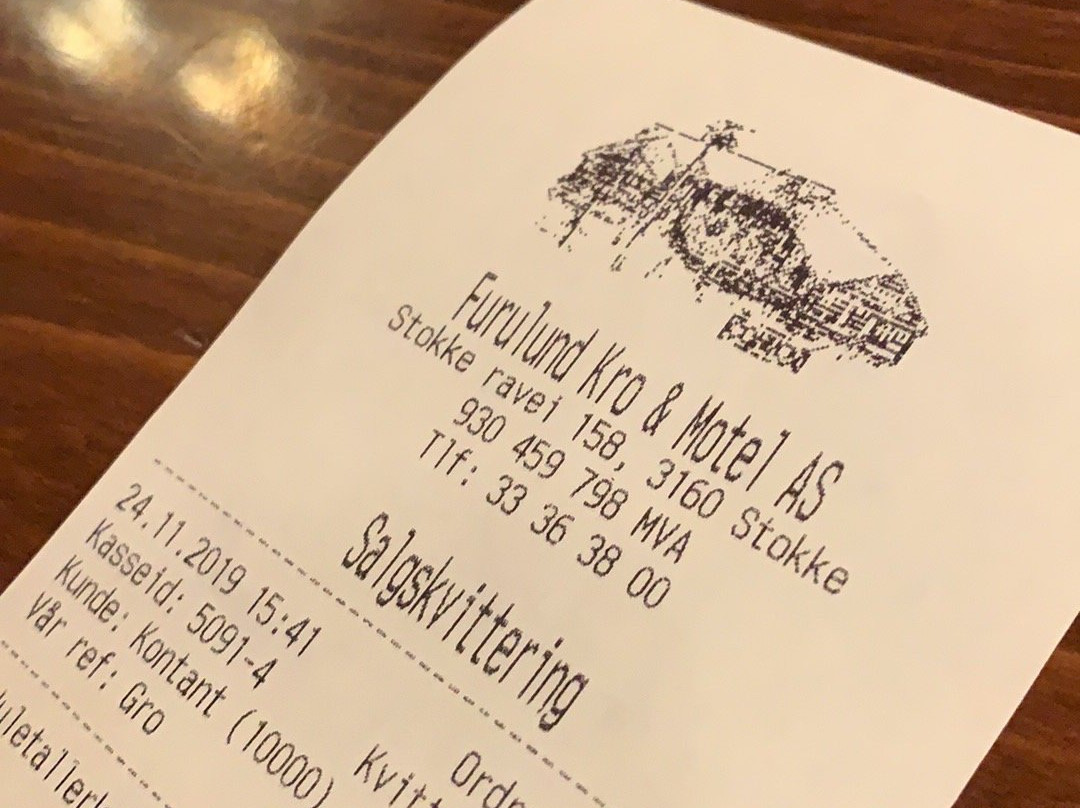 Furulund Kro & Motel AS
Stokke ravei 158, 3160 Stokke
930 459 798 MVA
Tlf: 33 36 38 00
Salgskvittering
24.11.2019 15:41
Kasseid: 5091-4
Kunde: Kontant (10000)
Vår ref: Gro